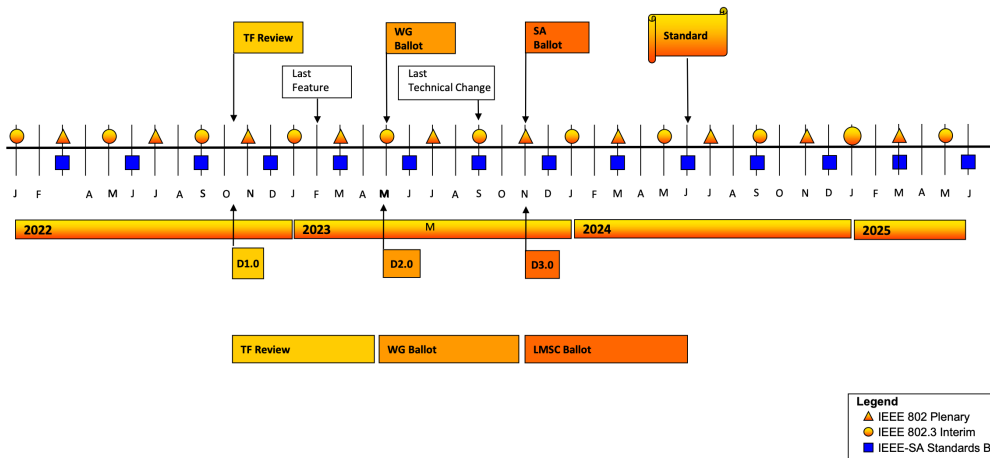 TF Review
WG
Ballot
SA
Ballot
Standard
Last
Feature
Last
Technical Change
J F A M J A S O N D J F M A M J A S O N D J F M A M J J A S O N D J F M A M J
2022
2023
M
2024
2025
D1.0
D2.0
D3.0
TF Review
WG Ballot
LMSC Ballot
Legend
IEEE 802 Plenary
IEEE 802.3 Interim
IEEE-SA Standards B